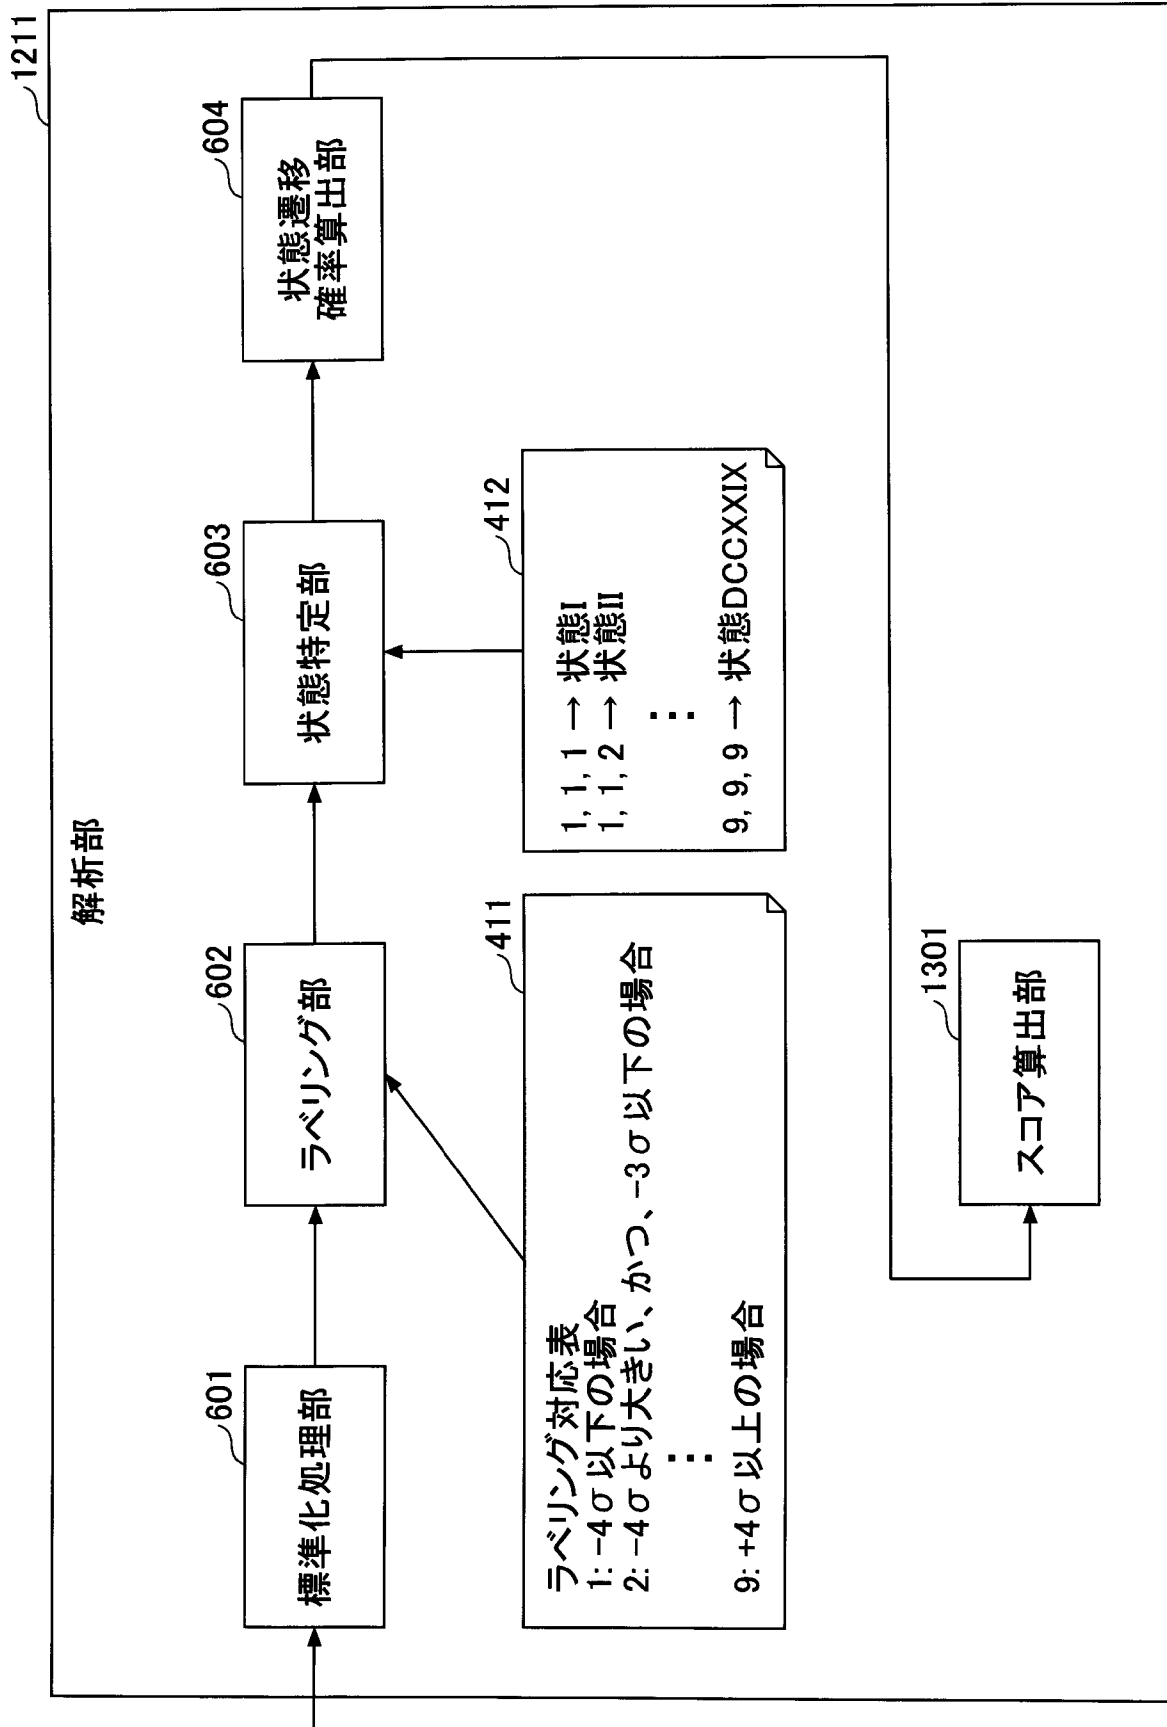 1211
解析部
601
標準化処理部
602
ラベリング部
603
状態特定部
604
状態遷移
確率算出部
411
ラベリング対応表
1: −4σ以下の場合
2: −4σより大きい、かつ、−3σ以下の場合
⋮
9: +4σ以上の場合
412
1, 1, 1 → 状態I
1, 1, 2 → 状態II
⋮
9, 9, 9 → 状態DCCXXIX
1301
スコア算出部